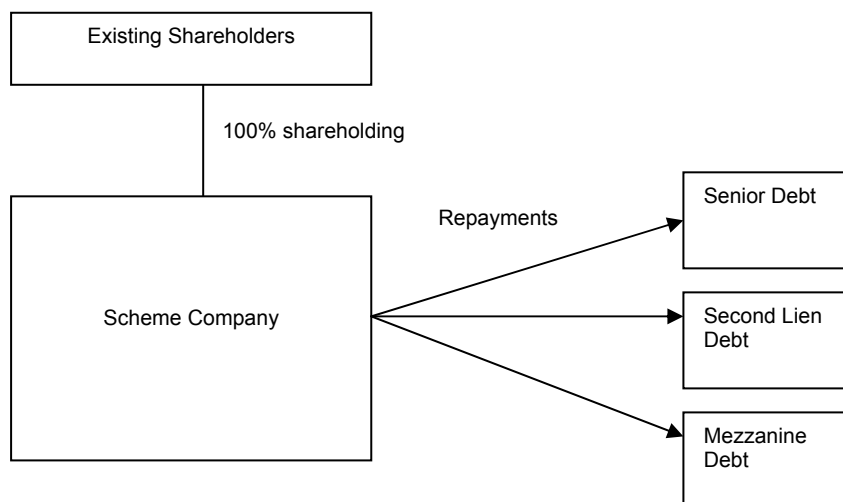 Existing Shareholders
100% shareholding
Scheme Company
Repayments
Senior Debt
Second Lien
Debt
Mezzanine
Debt